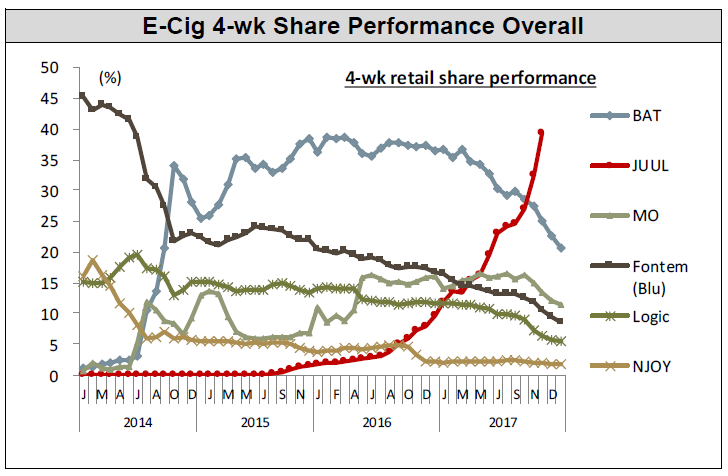 E-Cig 4-wk Share Performance Overall
(%)
4-wk retail share performance
50
45
40
35
30
25
20
15
10
5
0
J M A J A O D J M A J A O D J M A J A O D J M M J S N D
2014 2015 2016 2017
BAT
JUUL
MO
Fontem
(Blu)
Logic
NJOY